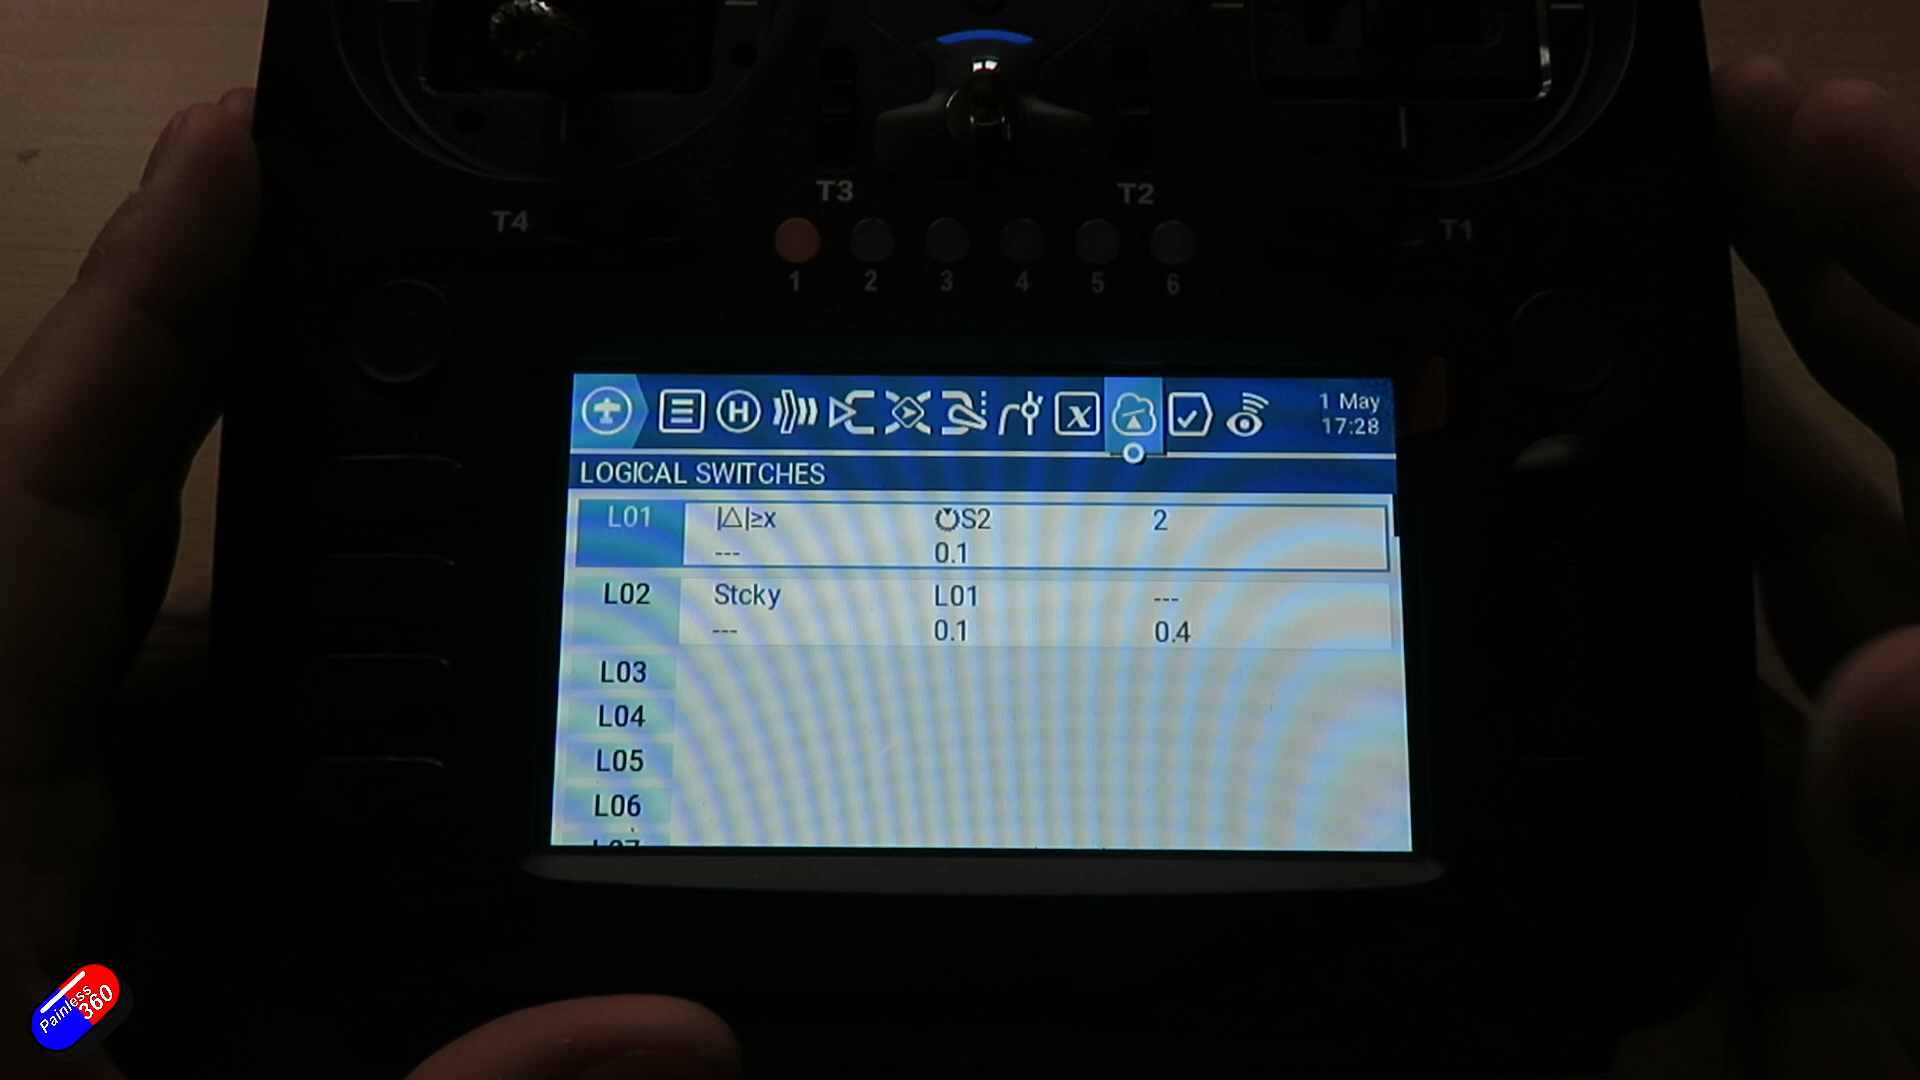 T3
T2
T4
T1
1 2 3 4 5 6
H
x
1 May
17:28
LOGICAL SWITCHES
L01 |△|≥x S2 2
--- 0.1
L02 Stcky L01 ---
--- 0.1 0.4
L03
L04
L05
L06
L07
Painless
360